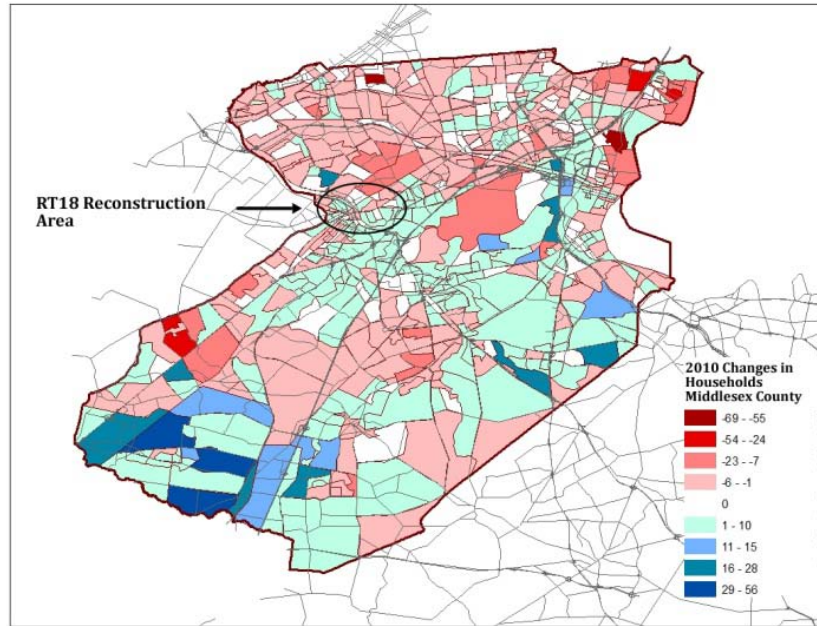 RT18 Reconstruction
Area
2010 Changes in
Households
Middlesex County
-69 - -55
-54 - -24
-23 - -7
-6 - -1
0
1 - 10
11 - 15
16 - 28
29 - 56